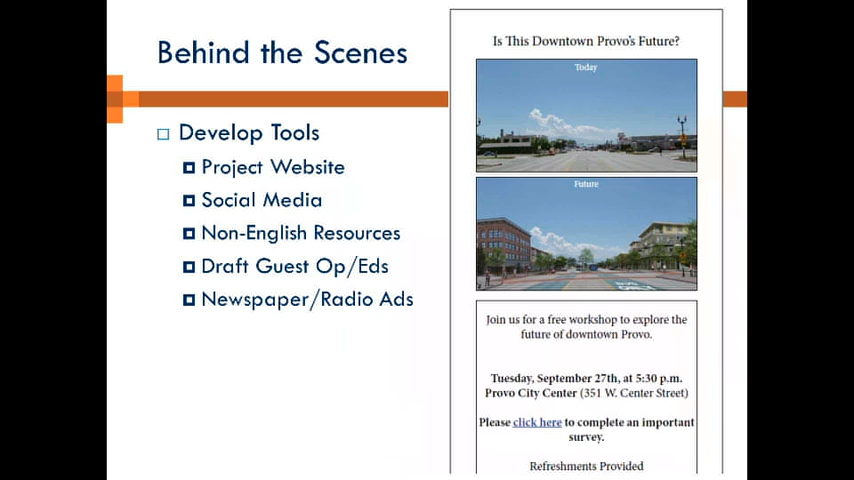 Behind the Scenes
Develop Tools
Project Website
Social Media
Non-English Resources
Draft Guest Op/Eds
Newspaper/Radio Ads
Is This Downtown Provo's Future?
Today
Future
Join us for a free workshop to explore the
future of downtown Provo.
Tuesday, September 27th, at 5:30 p.m.
Provo City Center (351 W. Center Street)
Please click here to complete an important
survey.
Refreshments Provided